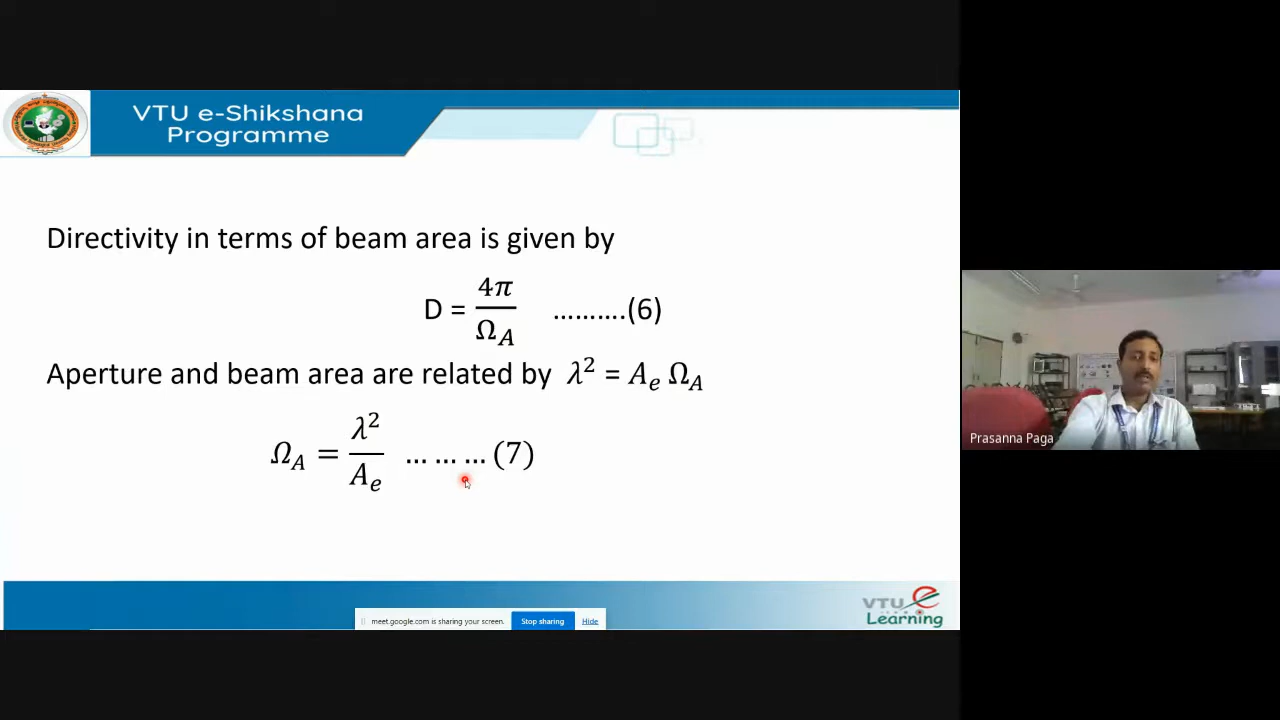 VTU e-Shikshana
Programme
Directivity in terms of beam area is given by
D = 4π/Ω_A ……….(6)
Aperture and beam area are related by λ² = A_e Ω_A
Ω_A = λ²/A_e … … … (7)
Prasanna Paga
VTU e
Learning
meet.google.com is sharing your screen.
Stop sharing
Hide